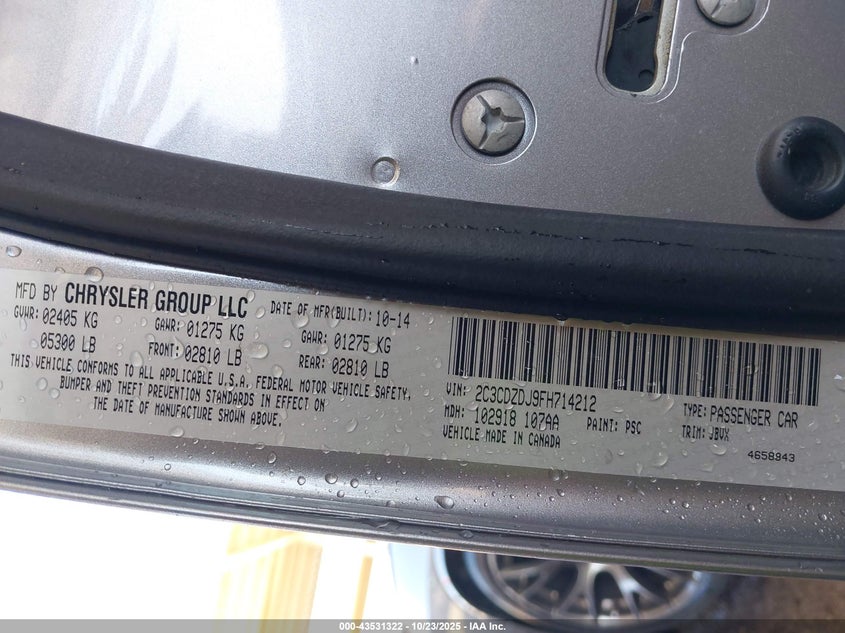 MFD BY CHRYSLER GROUP LLC
DATE OF MFR(BUILT): 10-14
GVWR: 02405 KG
GAWR: 01275 KG
GAWR: 01275 KG
05300 LB
FRONT: 02810 LB
REAR: 02810 LB
THIS VEHICLE CONFORMS TO ALL APPLICABLE U.S.A. FEDERAL MOTOR VEHICLE SAFETY,
BUMPER AND THEFT PREVENTION STANDARDS IN EFFECT ON
THE DATE OF MANUFACTURE SHOWN ABOVE.
VIN: 2C3CDZDJ9FH714212
TYPE: PASSENGER CAR
MDH: 102918 107AA
PAINT: PSC
TRIM: JBVX
VEHICLE MADE IN CANADA
4658943
000-43531322 | 10/23/2025 | IAA Inc.